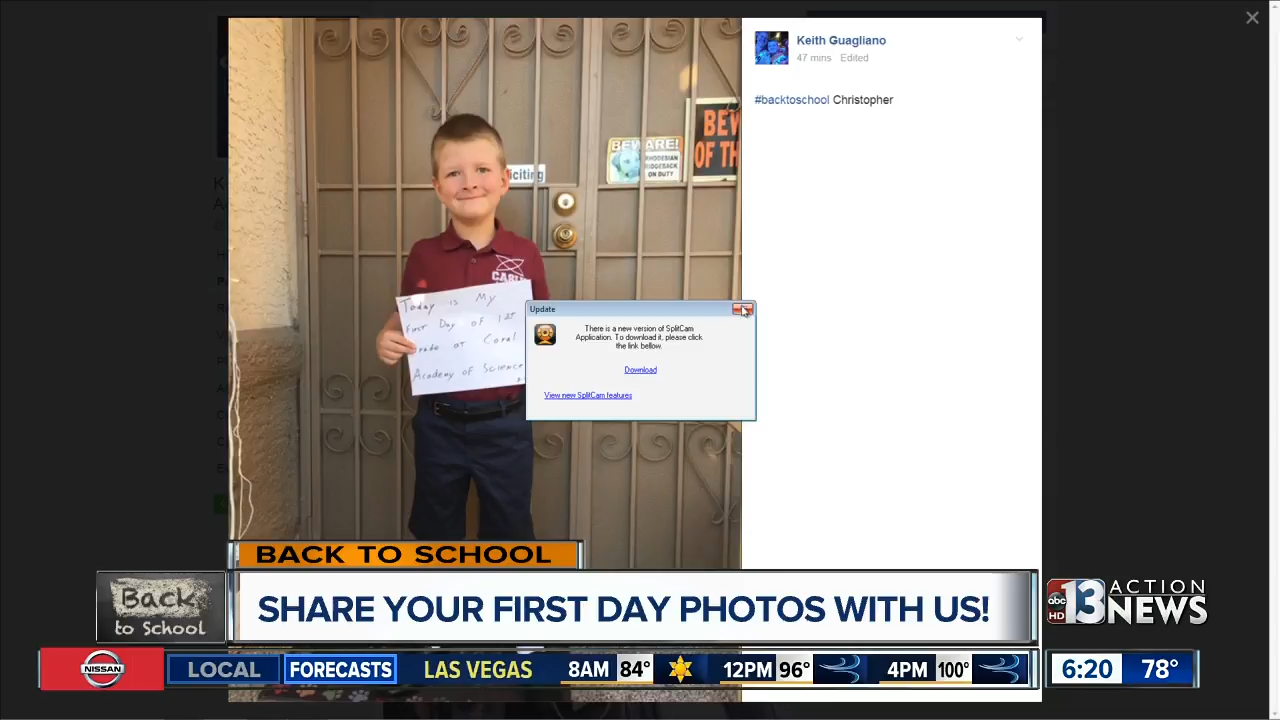 Keith Guagliano
47 mins Edited
#backtoschool Christopher
BEWARE!
RHODESIAN
RIDGEBACK
ON DUTY
BEW
OF TH
iciting
CASL
Today is My
First Day of 1st
Grade at Coral
Academy of Science
Update
There is a new version of SplitCam
Application. To download it, please click
the link bellow.
Download
View new SplitCam features
BACK TO SCHOOL
Back
to School
SHARE YOUR FIRST DAY PHOTOS WITH US!
abc
HD
13 ACTION
NEWS
NISSAN
LOCAL FORECASTS LAS VEGAS 8AM 84° 12PM 96° 4PM 100° 6:20 78°